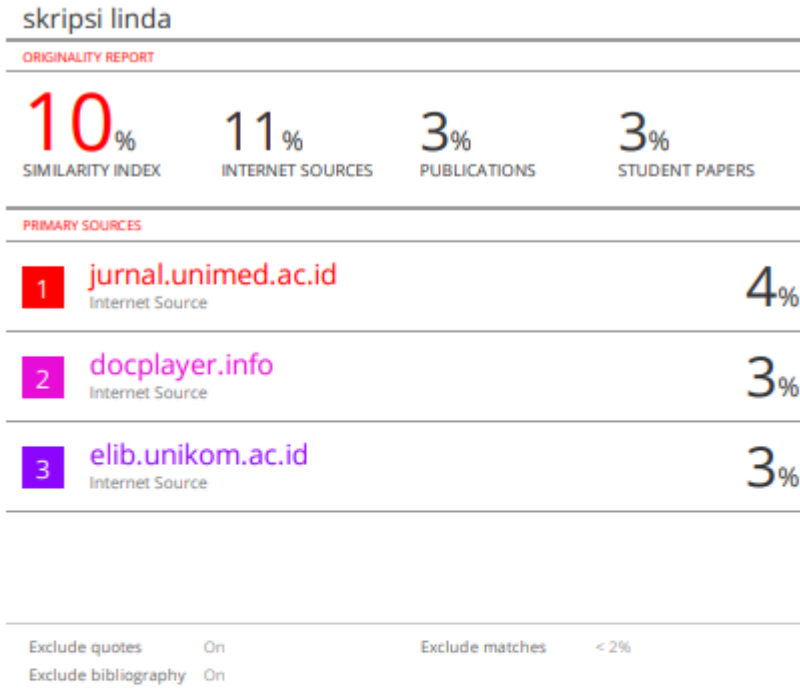 skripsi linda
ORIGINALITY REPORT
10% 11% 3% 3%
SIMILARITY INDEX INTERNET SOURCES PUBLICATIONS STUDENT PAPERS
PRIMARY SOURCES
1 jurnal.unimed.ac.id 4%
Internet Source
2 docplayer.info 3%
Internet Source
3 elib.unikom.ac.id 3%
Internet Source
Exclude quotes On Exclude matches < 2%
Exclude bibliography On